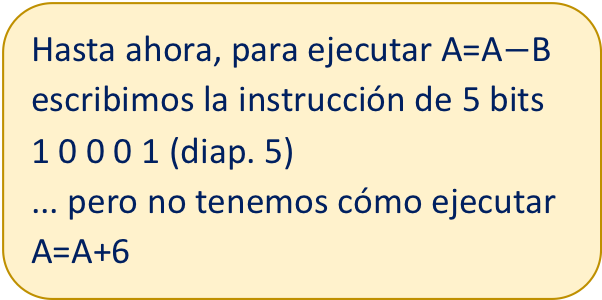 Hasta ahora, para ejecutar A=A−B
escribimos la instrucción de 5 bits
1 0 0 0 1 (diap. 5)
... pero no tenemos cómo ejecutar
A=A+6